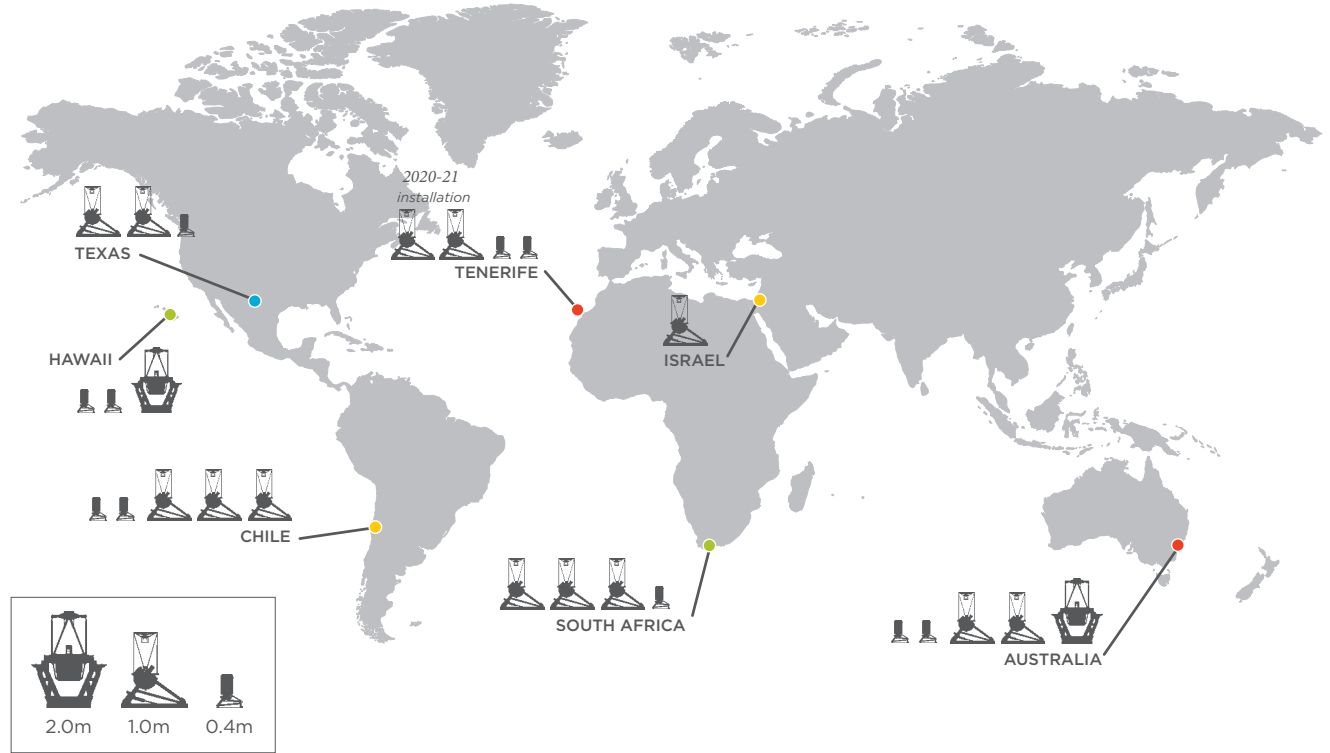 2020-21
installation
TEXAS
TENERIFE
HAWAII
ISRAEL
CHILE
SOUTH AFRICA
AUSTRALIA
2.0m 1.0m 0.4m